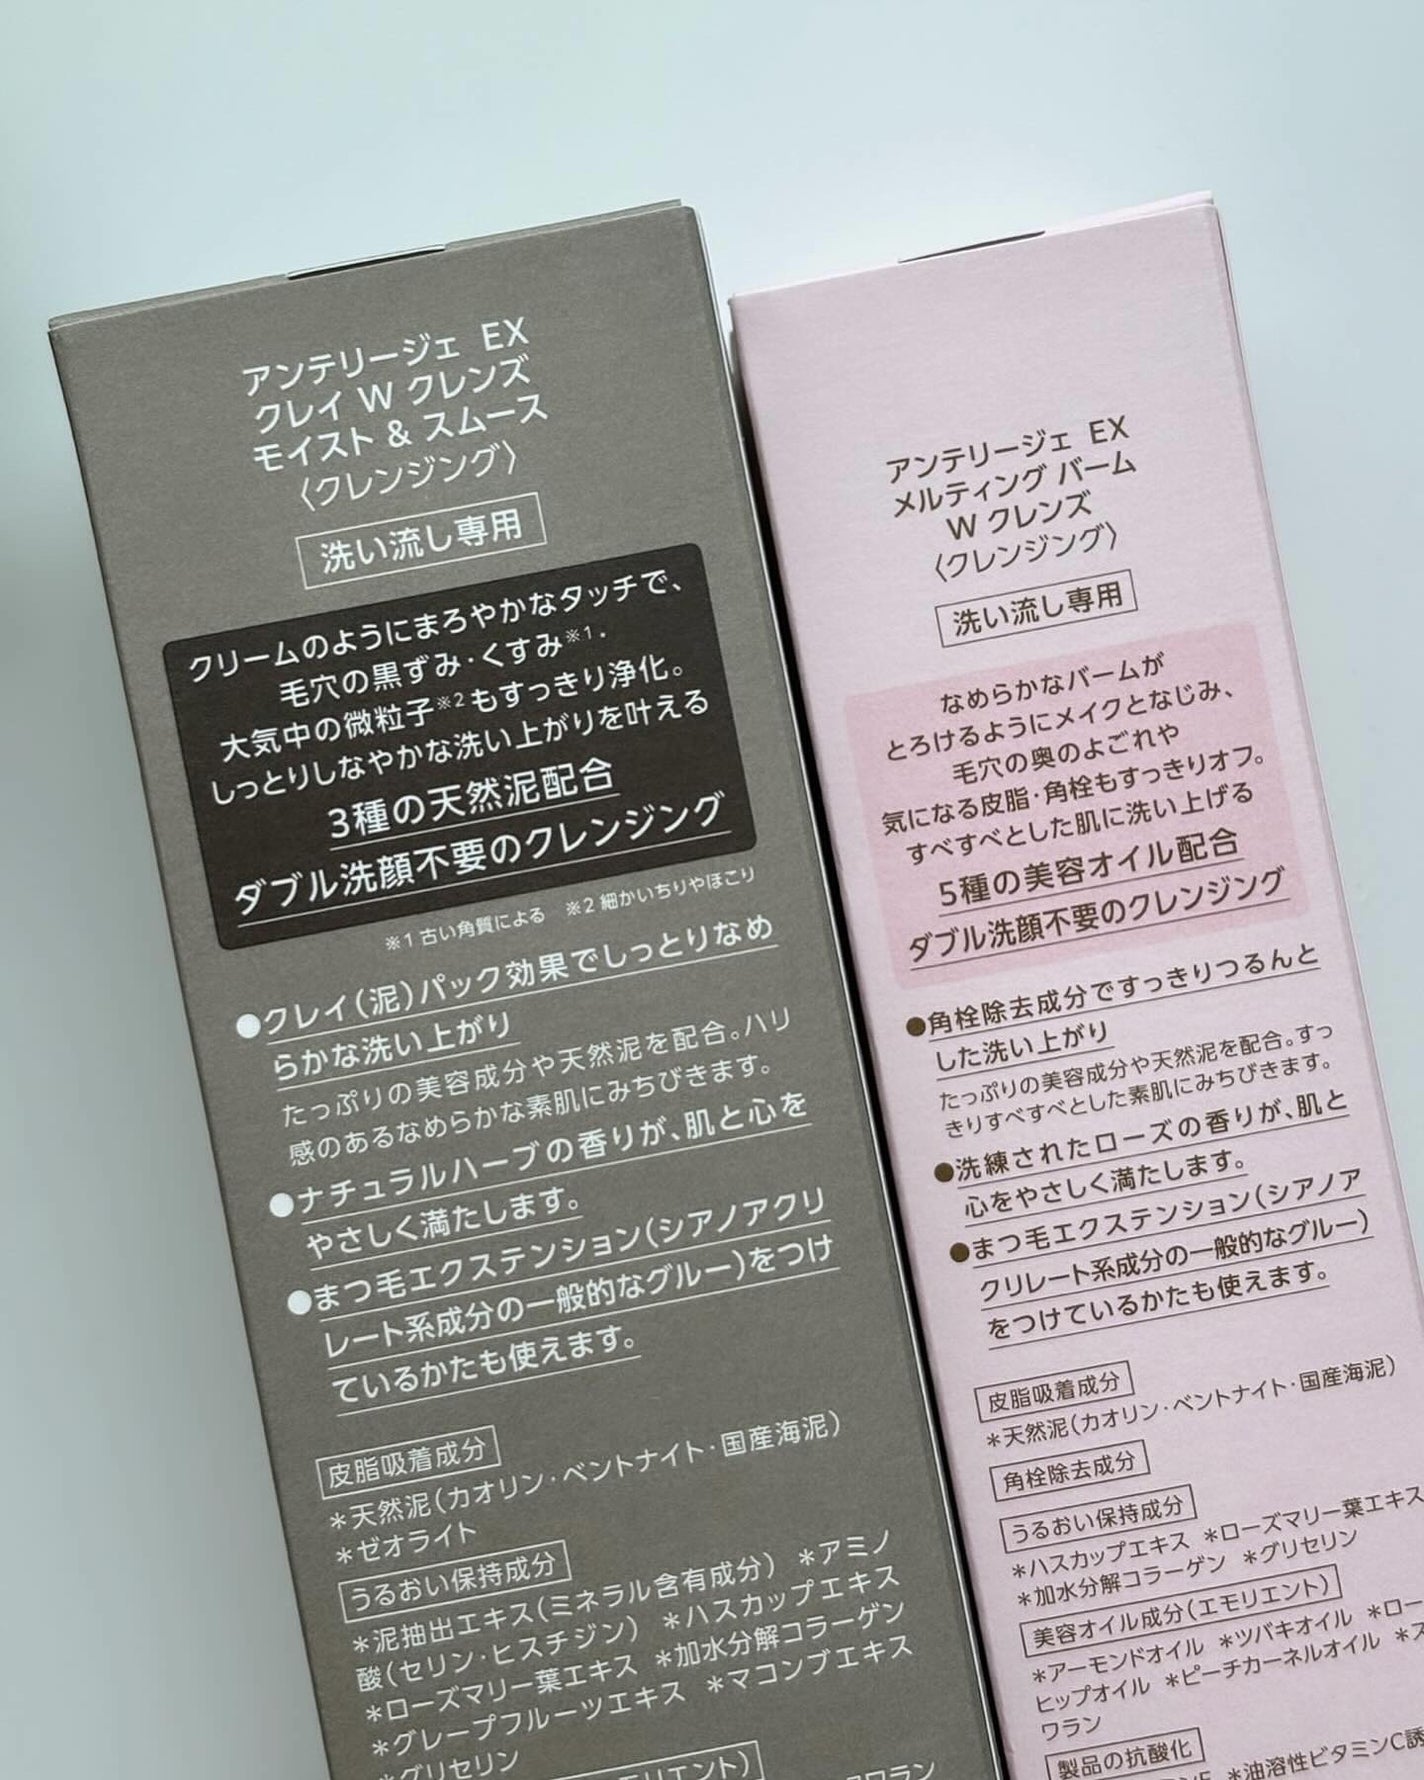 アンテリージェ EX
クレイ W クレンズ
モイスト & スムース
〈クレンジング〉
洗い流し専用
クリームのようにまろやかなタッチで、
毛穴の黒ずみ・くすみ※1・
大気中の微粒子※2もすっきり浄化。
しっとりしなやかな洗い上がりを叶える
3種の天然泥配合
ダブル洗顔不要のクレンジング
※1 古い角質による ※2 細かいちりやほこり
●クレイ(泥)パック効果でしっとりなめ
らかな洗い上がり
たっぷりの美容成分や天然泥を配合。ハリ
感のあるなめらかな素肌にみちびきます。
●ナチュラルハーブの香りが、肌と心を
やさしく満たします。
●まつ毛エクステンション(シアノアクリ
レート系成分の一般的なグルー)をつけ
ているかたも使えます。
皮脂吸着成分
＊天然泥(カオリン・ベントナイト・国産海泥)
＊ゼオライト
うるおい保持成分
＊泥抽出エキス(ミネラル含有成分) ＊アミノ
酸(セリン・ヒスチジン) ＊ハスカップエキス
＊ローズマリー葉エキス ＊加水分解コラーゲン
＊グレープフルーツエキス ＊マコンブエキス
＊グリセリン
エモリエント)
ワラン
アンテリージェ EX
メルティング バーム
W クレンズ
〈クレンジング〉
洗い流し専用
なめらかなバームが
とろけるようにメイクとなじみ、
毛穴の奥のよごれや
気になる皮脂・角栓もすっきりオフ。
すべすべとした肌に洗い上げる
5種の美容オイル配合
ダブル洗顔不要のクレンジング
●角栓除去成分ですっきりつるんと
した洗い上がり
たっぷりの美容成分や天然泥を配合。すっ
きりすべすべとした素肌にみちびきます。
●洗練されたローズの香りが、肌と
心をやさしく満たします。
●まつ毛エクステンション(シアノア
クリレート系成分の一般的なグルー)
をつけているかたも使えます。
皮脂吸着成分
＊天然泥(カオリン・ベントナイト・国産海泥)
角栓除去成分
うるおい保持成分
＊ハスカップエキス ＊ローズマリー葉エキス
＊加水分解コラーゲン ＊グリセリン
美容オイル成分(エモリエント)
＊アーモンドオイル ＊ツバキオイル ＊ロー
ヒップオイル ＊ピーチカーネルオイル ＊ス
ワラン
製品の抗酸化
＊油溶性ビタミンC誘